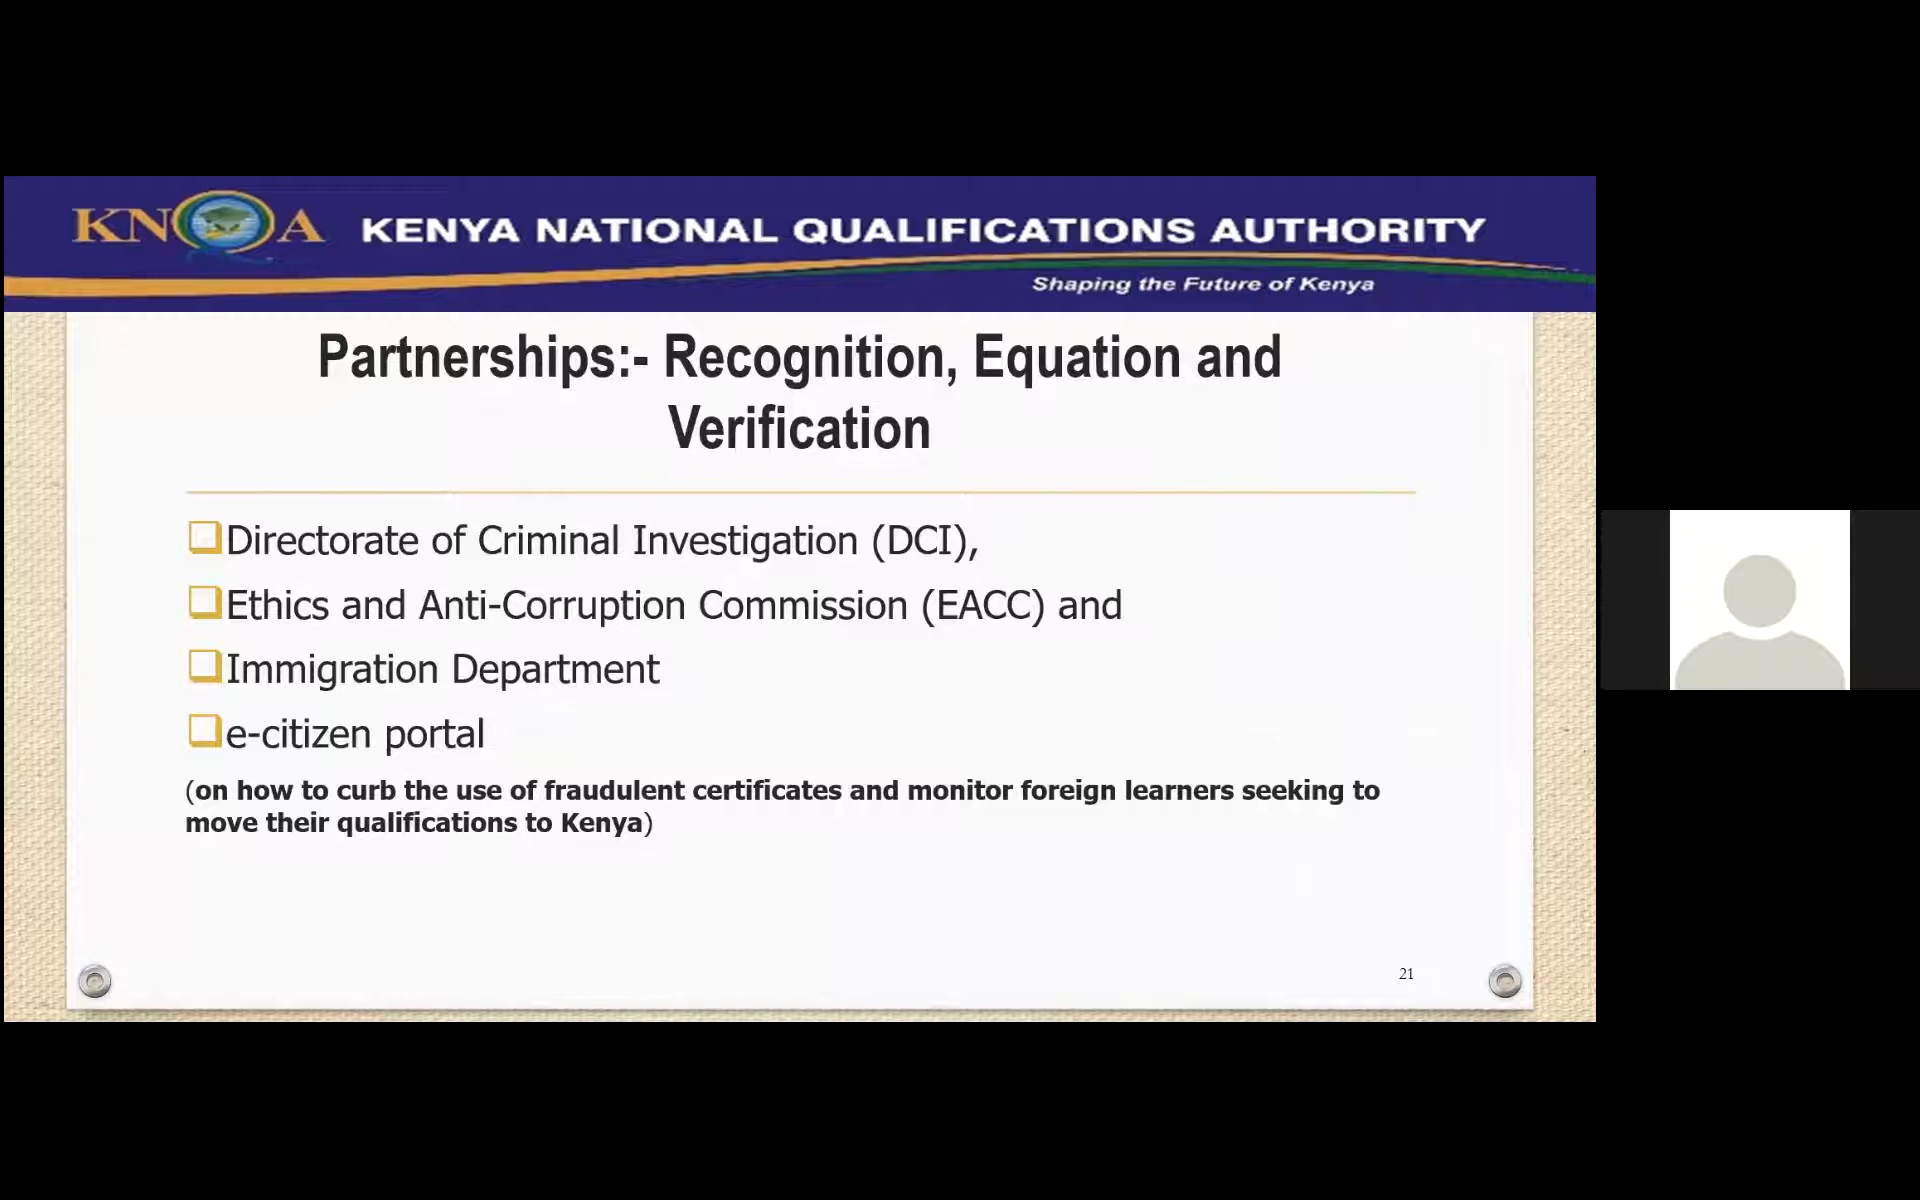 KNQA KENYA NATIONAL QUALIFICATIONS AUTHORITY
Shaping the Future of Kenya
Partnerships:- Recognition, Equation and
Verification
Directorate of Criminal Investigation (DCI),
Ethics and Anti-Corruption Commission (EACC) and
Immigration Department
e-citizen portal
(on how to curb the use of fraudulent certificates and monitor foreign learners seeking to
move their qualifications to Kenya)
21